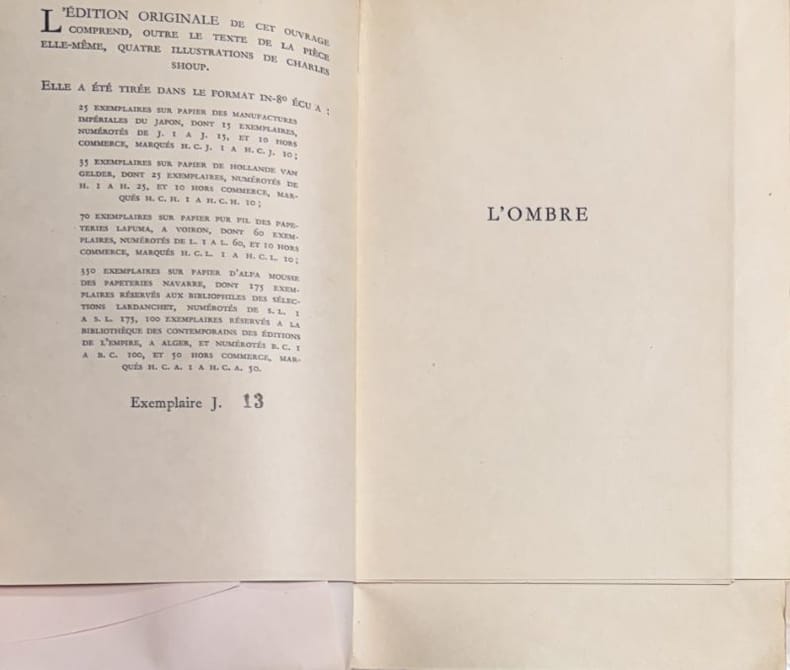 L'ÉDITION ORIGINALE DE CET OUVRAGE
COMPREND, OUTRE LE TEXTE DE LA PIÈCE
ELLE-MÊME, QUATRE ILLUSTRATIONS DE CHARLES
SHOUP.
ELLE A ÉTÉ TIRÉE DANS LE FORMAT IN-8º ÉCU A :
25 EXEMPLAIRES SUR PAPIER DES MANUFACTURES
IMPÉRIALES DU JAPON, DONT 15 EXEMPLAIRES,
NUMÉROTÉS DE J. 1 A J. 15, ET 10 HORS
COMMERCE, MARQUÉS H. C. J. 1 A H. C. J. 10 ;
35 EXEMPLAIRES SUR PAPIER DE HOLLANDE VAN
GELDER, DONT 25 EXEMPLAIRES, NUMÉROTÉS DE
H. 1 A H. 25, ET 10 HORS COMMERCE, MAR-
QUÉS H. C. H. 1 A H. C. H. 10 ;
70 EXEMPLAIRES SUR PAPIER PUR FIL DES PAPE-
TERIES LAFUMA, A VOIRON, DONT 60 EXEM-
PLAIRES, NUMÉROTÉS DE L. 1 A L. 60, ET 10 HORS
COMMERCE, MARQUÉS H. C. L. 1 A H. C. L. 10 ;
350 EXEMPLAIRES SUR PAPIER D'ALFA MOUSSE
DES PAPETERIES NAVARRE, DONT 175 EXEM-
PLAIRES RÉSERVÉS AUX BIBLIOPHILES DES SÉLEC-
TIONS LARDANCHET, NUMÉROTÉS DE S. L. 1
A S. L. 175, 100 EXEMPLAIRES RÉSERVÉS A LA
BIBLIOTHÈQUE DES CONTEMPORAINS DES ÉDITIONS
DE L'EMPIRE, A ALGER, ET NUMÉROTÉS B. C. 1
A B. C. 100, ET 50 HORS COMMERCE, MAR-
QUÉS H. C. A. 1 A H. C. A. 50.
Exemplaire J. 13
L'OMBRE